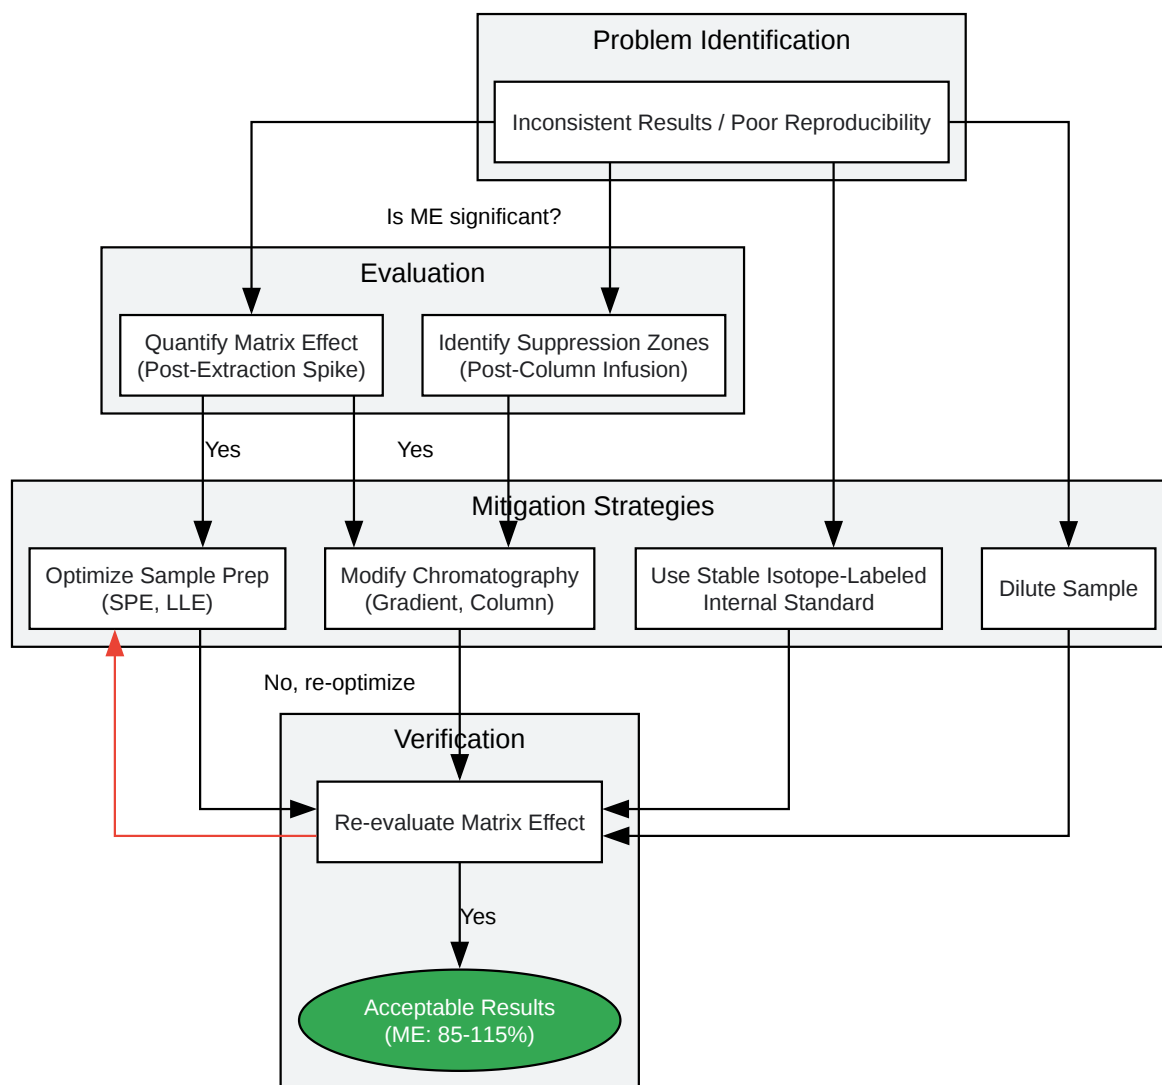 Problem Identification
Inconsistent Results / Poor Reproducibility
Is ME significant?
Evaluation
Quantify Matrix Effect
(Post-Extraction Spike)
Identify Suppression Zones
(Post-Column Infusion)
Yes
Yes
Mitigation Strategies
Optimize Sample Prep
(SPE, LLE)
Modify Chromatography
(Gradient, Column)
Use Stable Isotope-Labeled
Internal Standard
Dilute Sample
No, re-optimize
Verification
Re-evaluate Matrix Effect
Yes
Acceptable Results
(ME: 85-115%)